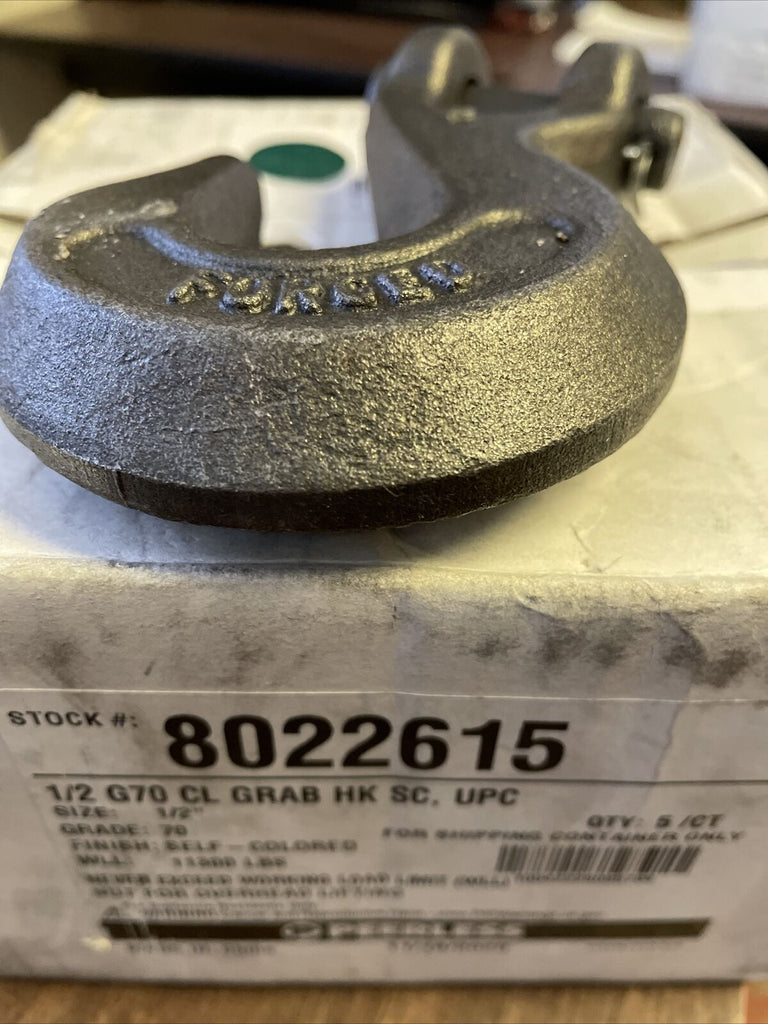 FORGED
STOCK #: 8022615
1/2 G70 CL GRAB HK SC, UPC
SIZE: 1/2"
QTY: 5 /CT
GRADE: 70
FOR SHIPPING CONTAINER ONLY
FINISH: SELF - COLORED
WLL: 11300 LBS
NEVER EXCEED WORKING LOAD LIMIT (WLL)
NOT FOR OVERHEAD LIFTING
PEERLESS